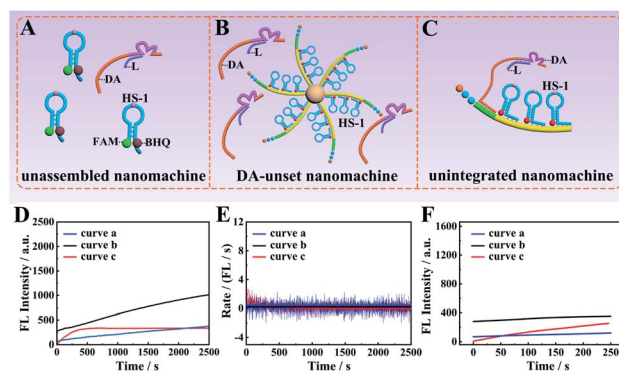 A
B
C
DA
L
HS-1
FAM
BHQ
unassembled nanomachine
DA
L
HS-1
DA-unset nanomachine
DA
L
HS-1
unintegrated nanomachine
D
E
F
FL Intensity / a.u.
2500
2000
1500
1000
500
0
curve a
curve b
curve c
0 500 1000 1500 2000 2500
Time / s
Rate / (FL / s)
12
8
4
0
-4
curve a
curve b
curve c
0 500 1000 1500 2000 2500
Time / s
FL Intensity / a.u.
1600
1200
800
400
0
curve a
curve b
curve c
0 50 100 150 200 250
Time / s